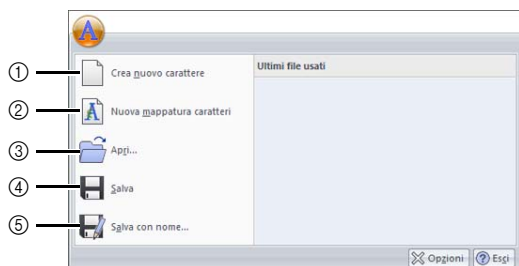 Ultimi file usati
① Crea nuovo carattere
② Nuova mappatura caratteri
③ Apri...
④ Salva
⑤ Salva con nome...
Opzioni Esci